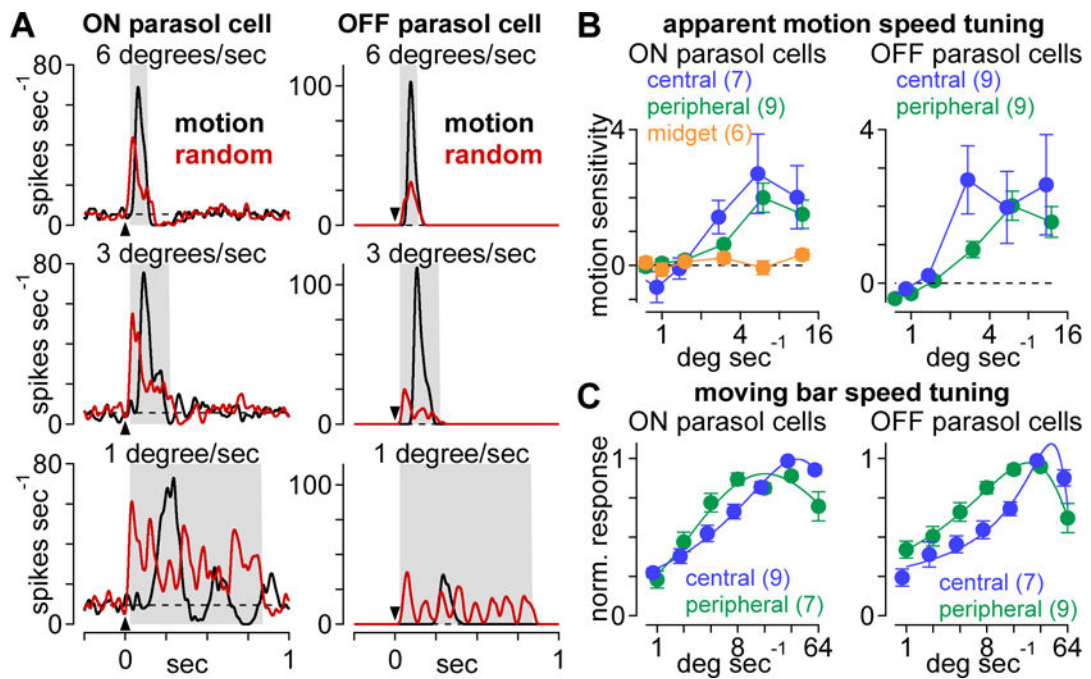 A
ON parasol cell
OFF parasol cell
6 degrees/sec
80
spikes sec-1
0
motion
random
100
0
motion
random
3 degrees/sec
3 degrees/sec
80
spikes sec-1
0
100
0
1 degree/sec
1 degree/sec
80
spikes sec-1
0
100
0
0
sec
1
0
1
B
apparent motion speed tuning
ON parasol cells
OFF parasol cells
central (7)
peripheral (9)
midget (6)
central (9)
peripheral (9)
motion sensitivity
4
0
4
0
1
4
16
1
4
16
deg sec-1
deg sec-1
C
moving bar speed tuning
ON parasol cells
OFF parasol cells
norm. response
1
0
1
0
central (9)
peripheral (7)
central (7)
peripheral (9)
1
8
64
1
8
64
deg sec-1
deg sec-1